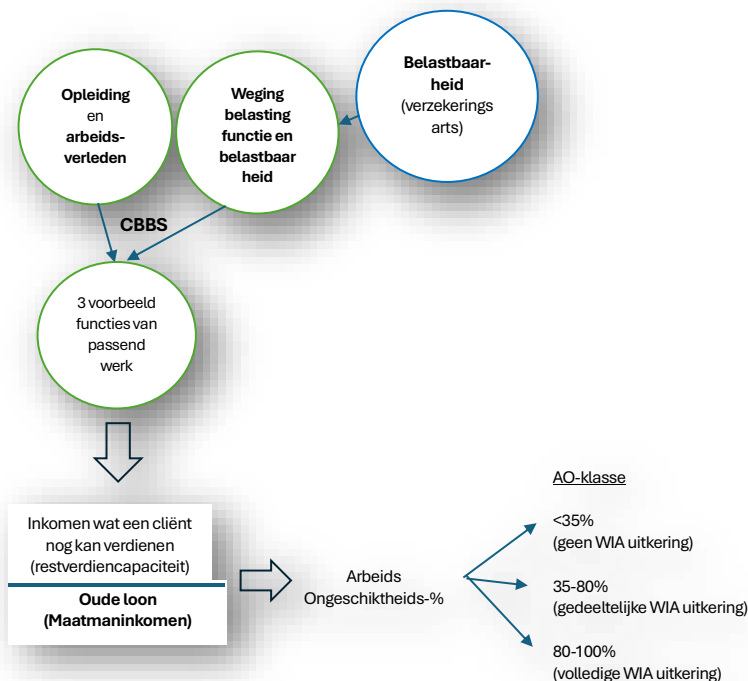 Opleiding
en
arbeids-
verleden
Weging
belasting
functie en
belastbaar
heid
Belastbaar-
heid
(verzekerings
arts)
CBBS
3 voorbeeld
functies van
passend
werk
Inkomen wat een cliënt
nog kan verdienen
(restverdiencapaciteit)
Oude loon
(Maatmaninkomen)
Arbeids
Ongeschiktheids-%
AO-klasse
<35%
(geen WIA uitkering)
35-80%
(gedeeltelijke WIA uitkering)
80-100%
(volledige WIA uitkering)